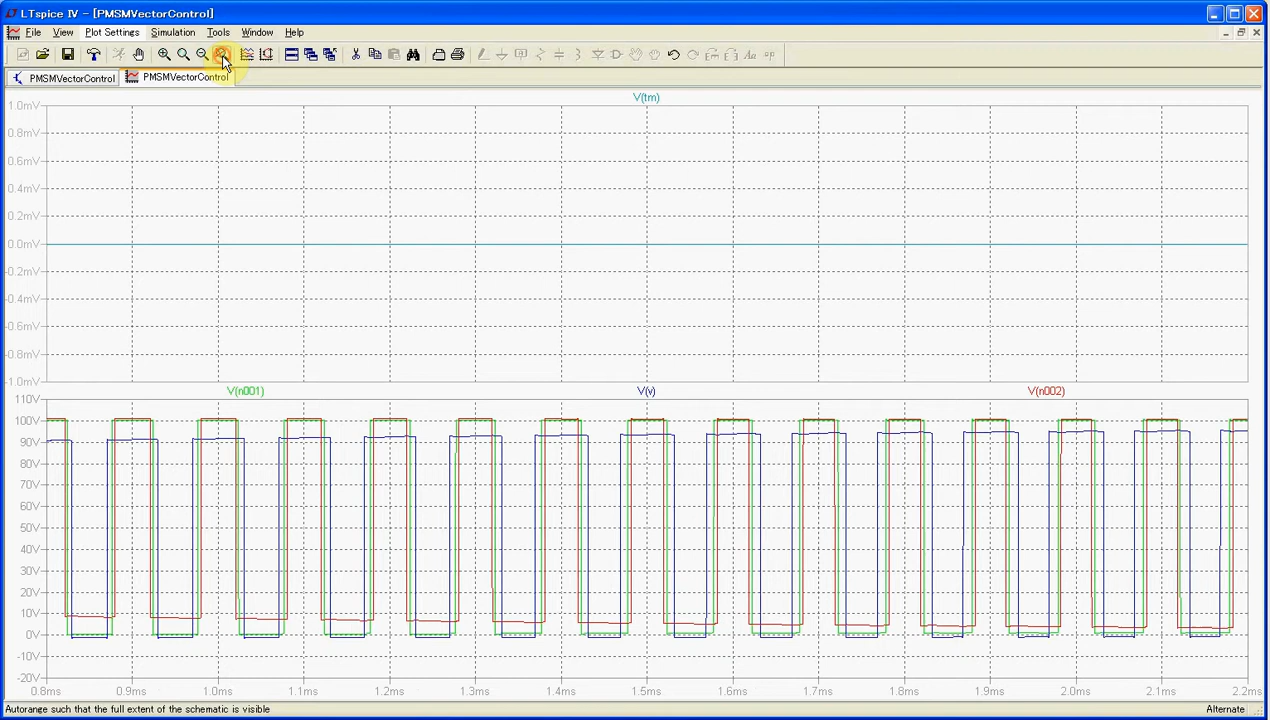 LTspice IV - [PMSMVectorControl]
File View Plot Settings Simulation Tools Window Help
PMSMVectorControl PMSMVectorControl
V(tm)
1.0mV
0.8mV
0.6mV
0.4mV
0.2mV
0.0mV
-0.2mV
-0.4mV
-0.6mV
-0.8mV
-1.0mV
V(n001) V(v) V(n002)
110V
100V
90V
80V
70V
60V
50V
40V
30V
20V
10V
0V
-10V
-20V
0.8ms 0.9ms 1.0ms 1.1ms 1.2ms 1.3ms 1.4ms 1.5ms 1.6ms 1.7ms 1.8ms 1.9ms 2.0ms 2.1ms 2.2ms
Autorange such that the full extent of the schematic is visible
Alternate